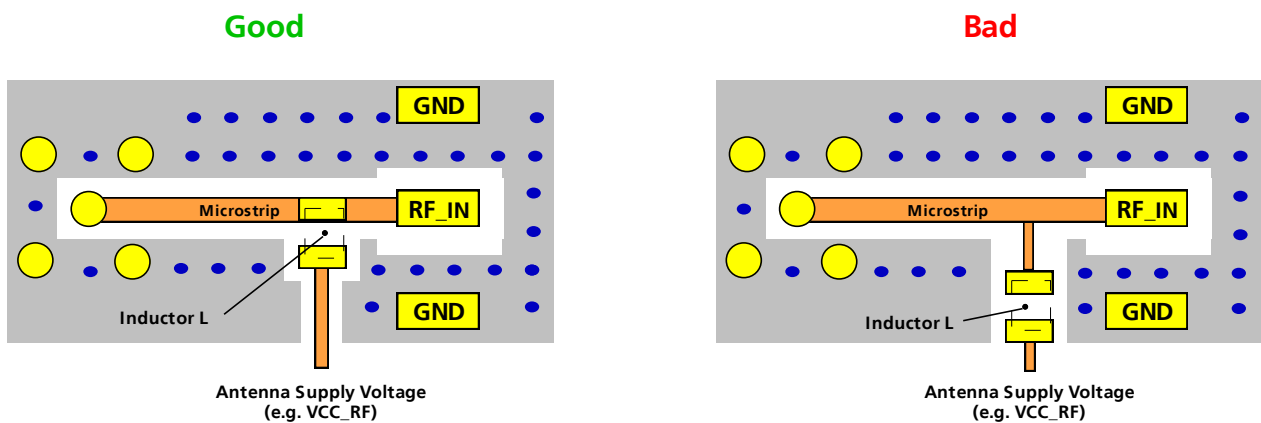 Good
Bad
GND
GND
Microstrip
RF_IN
Microstrip
RF_IN
Inductor L
GND
Inductor L
GND
Antenna Supply Voltage
(e.g. VCC_RF)
Antenna Supply Voltage
(e.g. VCC_RF)